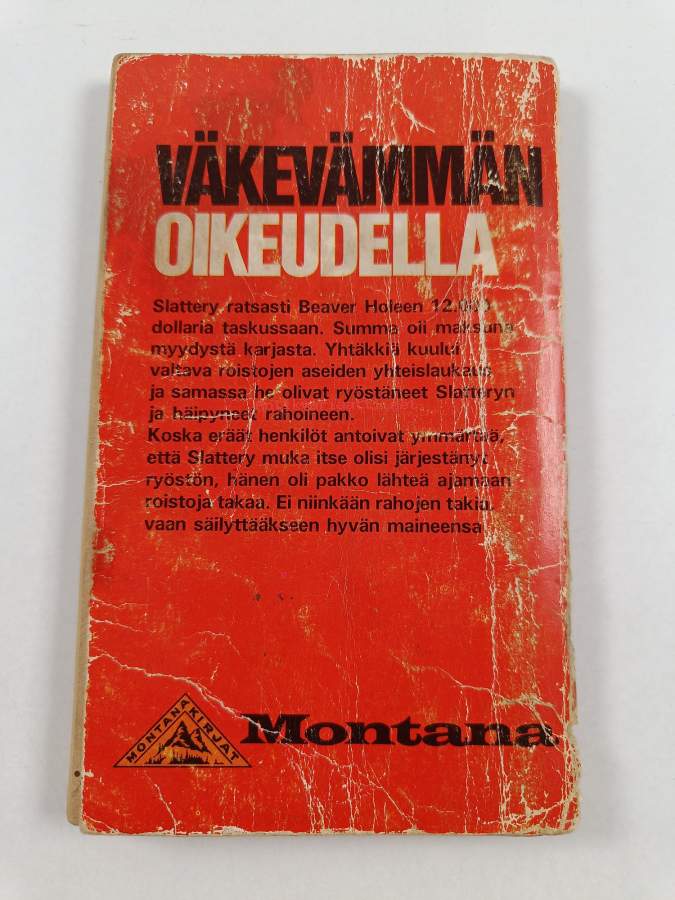 VÄKEVÄMMÄN
OIKEUDELLA
Slattery ratsasti Beaver Holeen 12.000
dollaria taskussaan. Summa oli maksuna
myydystä karjasta. Yhtäkkiä kuului
valtava roistojen aseiden yhteislaukaus
ja samassa he olivat ryöstäneet Slatteryn
ja häipyneet rahoineen.
Koska eräät henkilöt antoivat ymmärtää,
että Slattery muka itse olisi järjestänyt
ryöstön, hänen oli pakko lähteä ajamaan
roistoja takaa. Ei niinkään rahojen takia,
vaan säilyttääkseen hyvän maineensa
MONTANA KIRJAT
Montana